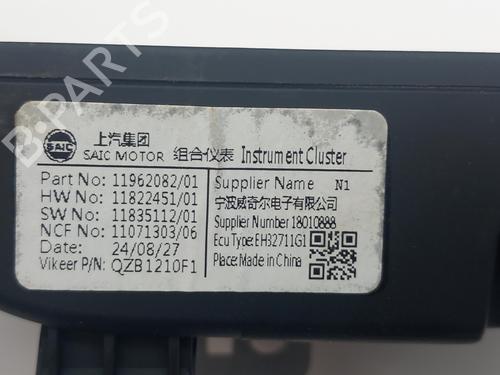 上汽集团
SAIC SAIC MOTOR 组合仪表 Instrument Cluster
Part No: 11962082/01
HW No: 11822451/01
SW No: 11835112/01
NCF No: 11071303/06
Date: 24/08/27
Vikeer P/N: QZB1210F1
Supplier Name N1
宁波威奇尔电子有限公司
Supplier Number 18010888
Ecu Type: EH32711G1
Place: Made in China
B-PARTS